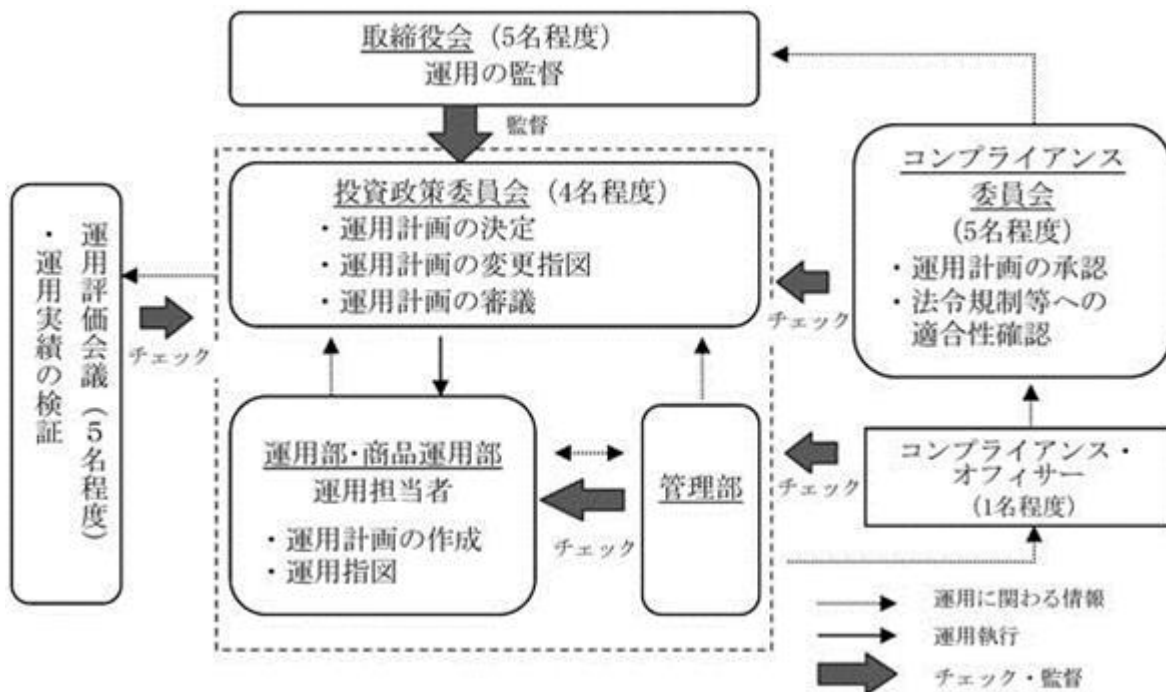 取締役会（5名程度）
運用の監督
監督
投資政策委員会（4名程度）
・運用計画の決定
・運用計画の変更指図
・運用計画の審議
コンプライアンス
委員会
（5名程度）
・運用計画の承認
・法令規制等への
適合性確認
運用評価会議（５名程度）
・運用実績の検証
チェック
チェック
運用部・商品運用部
運用担当者
・運用計画の作成
・運用指図
チェック
管理部
チェック
コンプライアンス・
オフィサー
（1名程度）
運用に関わる情報
運用執行
チェック・監督